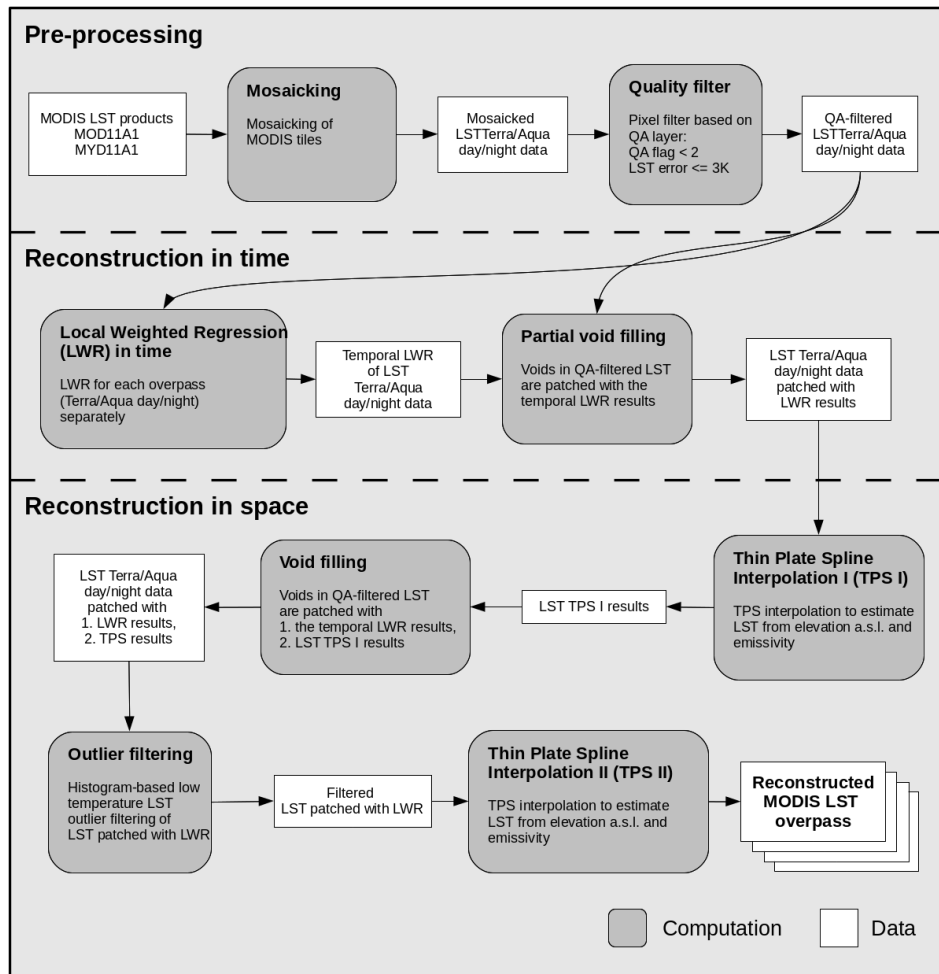 Pre-processing
MODIS LST products
MOD11A1
MYD11A1
Mosaicking
Mosaicking of
MODIS tiles
Mosaicked
LSTTerra/Aqua
day/night data
Quality filter
Pixel filter based on
QA layer:
QA flag < 2
LST error <= 3K
QA-filtered
LSTTerra/Aqua
day/night data
Reconstruction in time
Local Weighted Regression
(LWR) in time
LWR for each overpass
(Terra/Aqua day/night)
separately
Temporal LWR
of LST
Terra/Aqua
day/night data
Partial void filling
Voids in QA-filtered LST
are patched with the
temporal LWR results
LST Terra/Aqua
day/night data
patched with
LWR results
Reconstruction in space
LST Terra/Aqua
day/night data
patched with
1. LWR results,
2. TPS results
Void filling
Voids in QA-filtered LST
are patched with
1. the temporal LWR results,
2. LST TPS I results
LST TPS I results
Thin Plate Spline
Interpolation I (TPS I)
TPS interpolation to estimate
LST from elevation a.s.l. and
emissivity
Outlier filtering
Histogram-based low
temperature LST
outlier filtering of
LST patched with LWR
Filtered
LST patched with LWR
Thin Plate Spline
Interpolation II (TPS II)
TPS interpolation to estimate
LST from elevation a.s.l. and
emissivity
Reconstructed
MODIS LST
overpass
Computation
Data